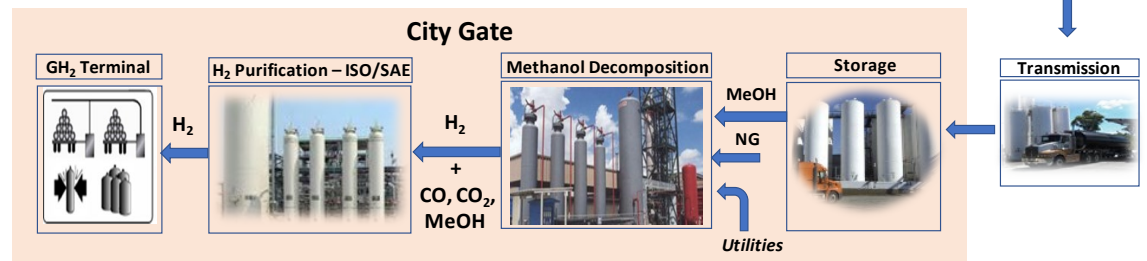 City Gate
GH₂ Terminal
H₂ Purification – ISO/SAE
Methanol Decomposition
Storage
Transmission
H₂
H₂
+
CO, CO₂,
MeOH
MeOH
NG
Utilities